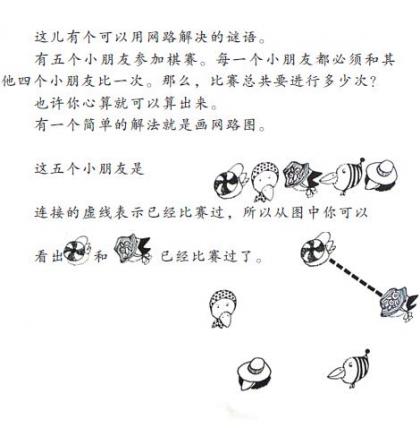 这儿有个可以用网路解决的谜语。
有五个小朋友参加棋赛。每一个小朋友都必须和其
他四个小朋友比一次。那么，比赛总共要进行多少次？
也许你心算就可以算出来。
有一个简单的解法就是画网路图。
这五个小朋友是
连接的虚线表示已经比赛过，所以从图中你可以
看出 和 已经比赛过了。